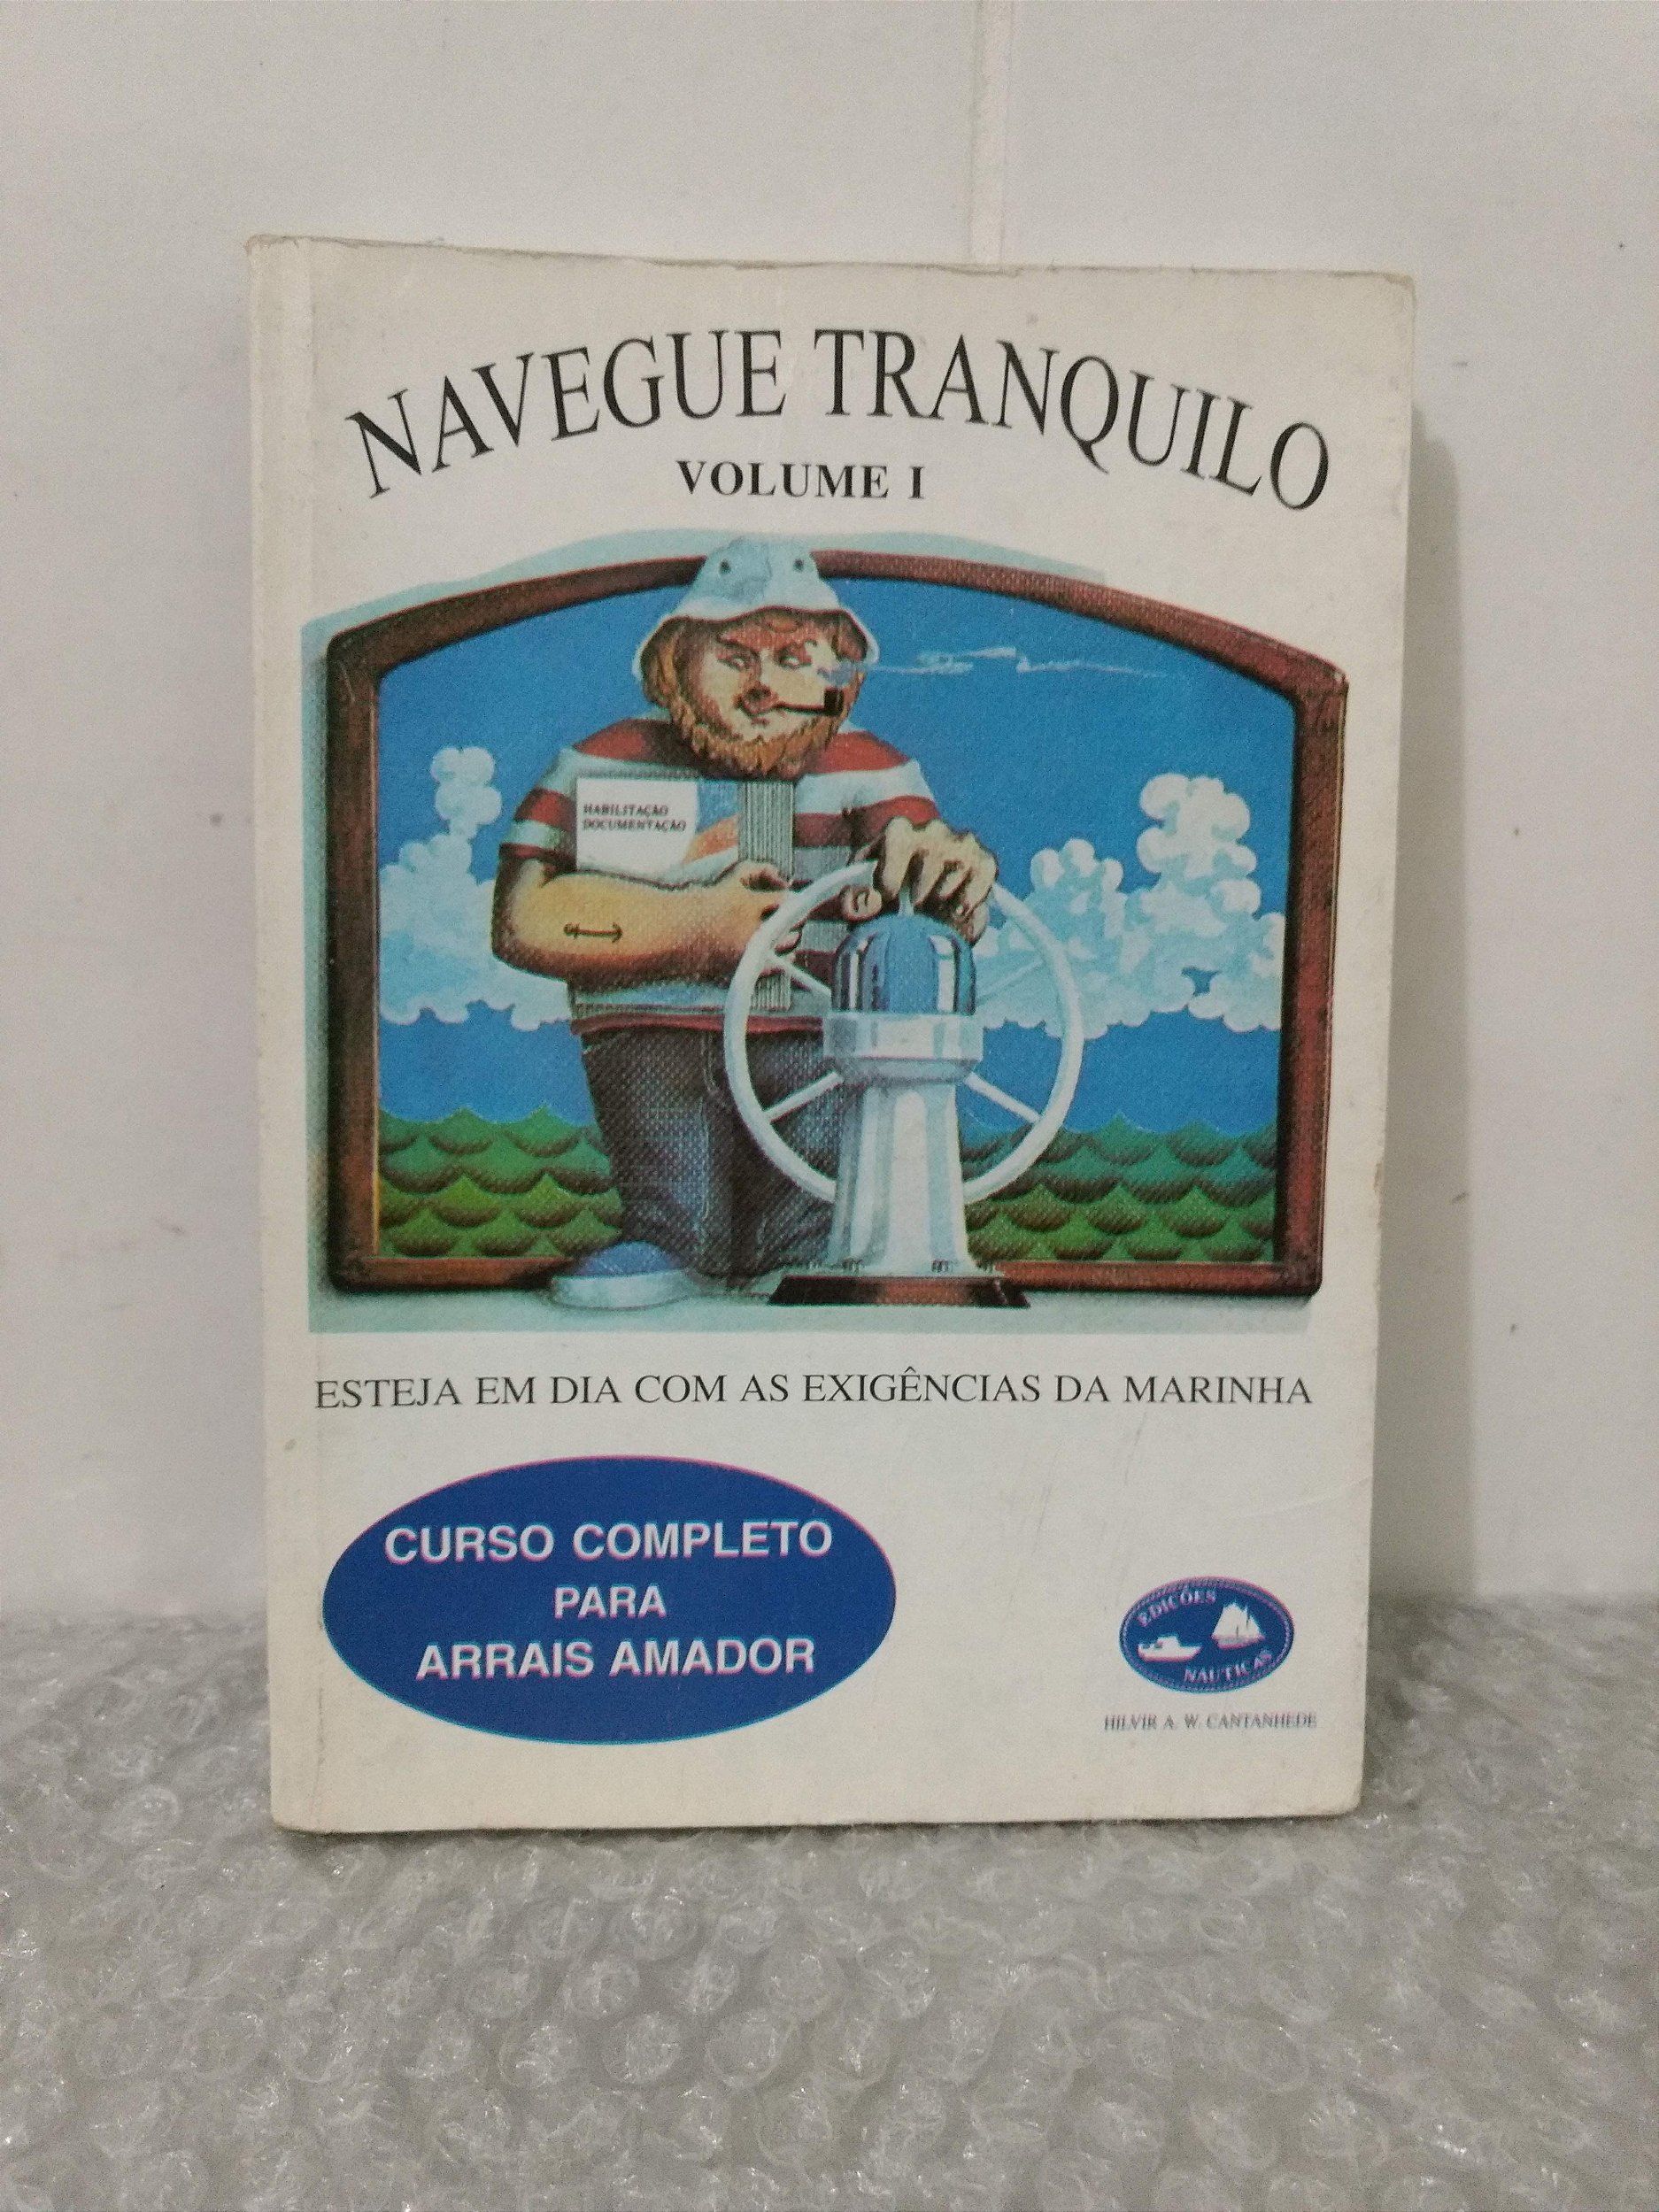 NAVEGUE TRANQUILO
VOLUME I
HABILITAÇÃO
DOCUMENTAÇÃO
ESTEJA EM DIA COM AS EXIGÊNCIAS DA MARINHA
CURSO COMPLETO
PARA
ARRAIS AMADOR
EDIÇÕES
NÁUTICAS
HILVIR A. W. CANTANHEDE